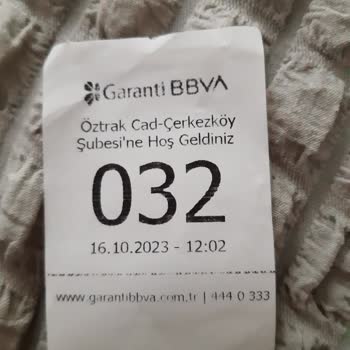 Garanti BBVA
Öztrak Cad-Çerkezköy
Şubesi'ne Hoş Geldiniz
032
16.10.2023 - 12:02
www.garantibbva.com.tr | 444 0 333